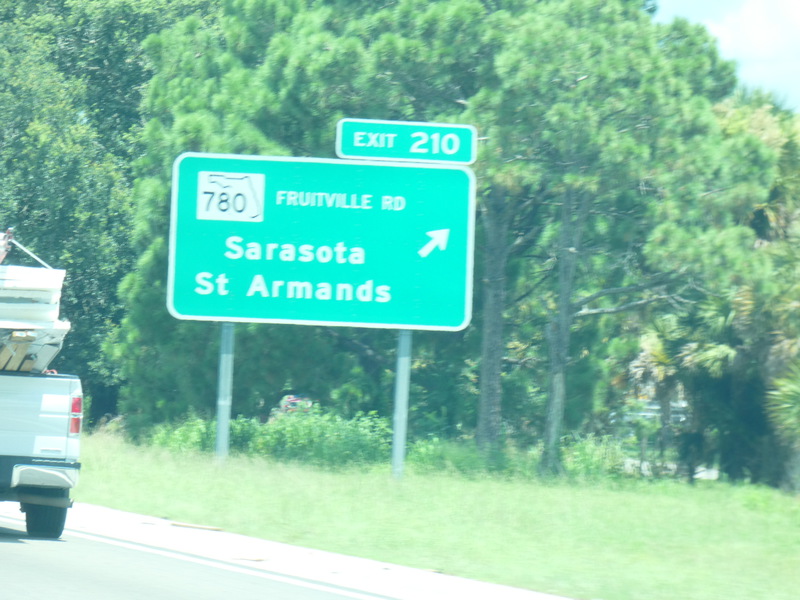 EXIT 210
780 FRUITVILLE RD
Sarasota
St Armands